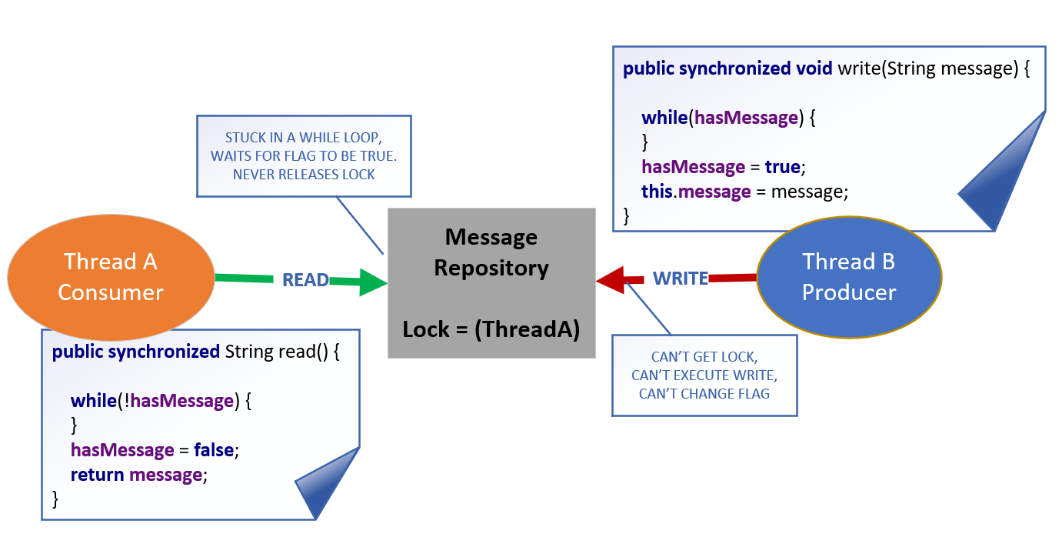 public synchronized void write(String message) {
while(hasMessage) {
}
hasMessage = true;
this.message = message;
}
STUCK IN A WHILE LOOP,
WAITS FOR FLAG TO BE TRUE.
NEVER RELEASES LOCK
Thread A
Consumer
READ
Message
Repository
Lock = (ThreadA)
WRITE
Thread B
Producer
public synchronized String read() {
while(!hasMessage) {
}
hasMessage = false;
return message;
}
CAN’T GET LOCK,
CAN’T EXECUTE WRITE,
CAN’T CHANGE FLAG